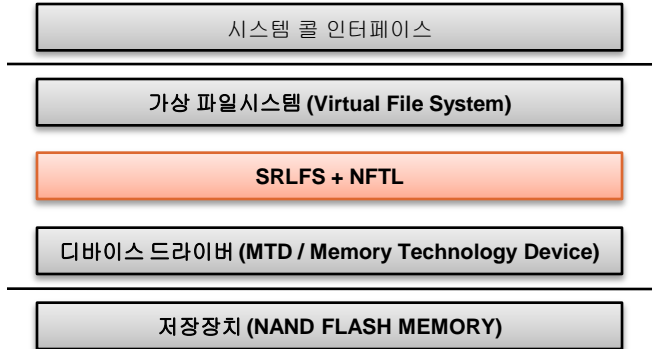 시스템 콜 인터페이스
가상 파일시스템 (Virtual File System)
SRLFS + NFTL
디바이스 드라이버 (MTD / Memory Technology Device)
저장장치 (NAND FLASH MEMORY)